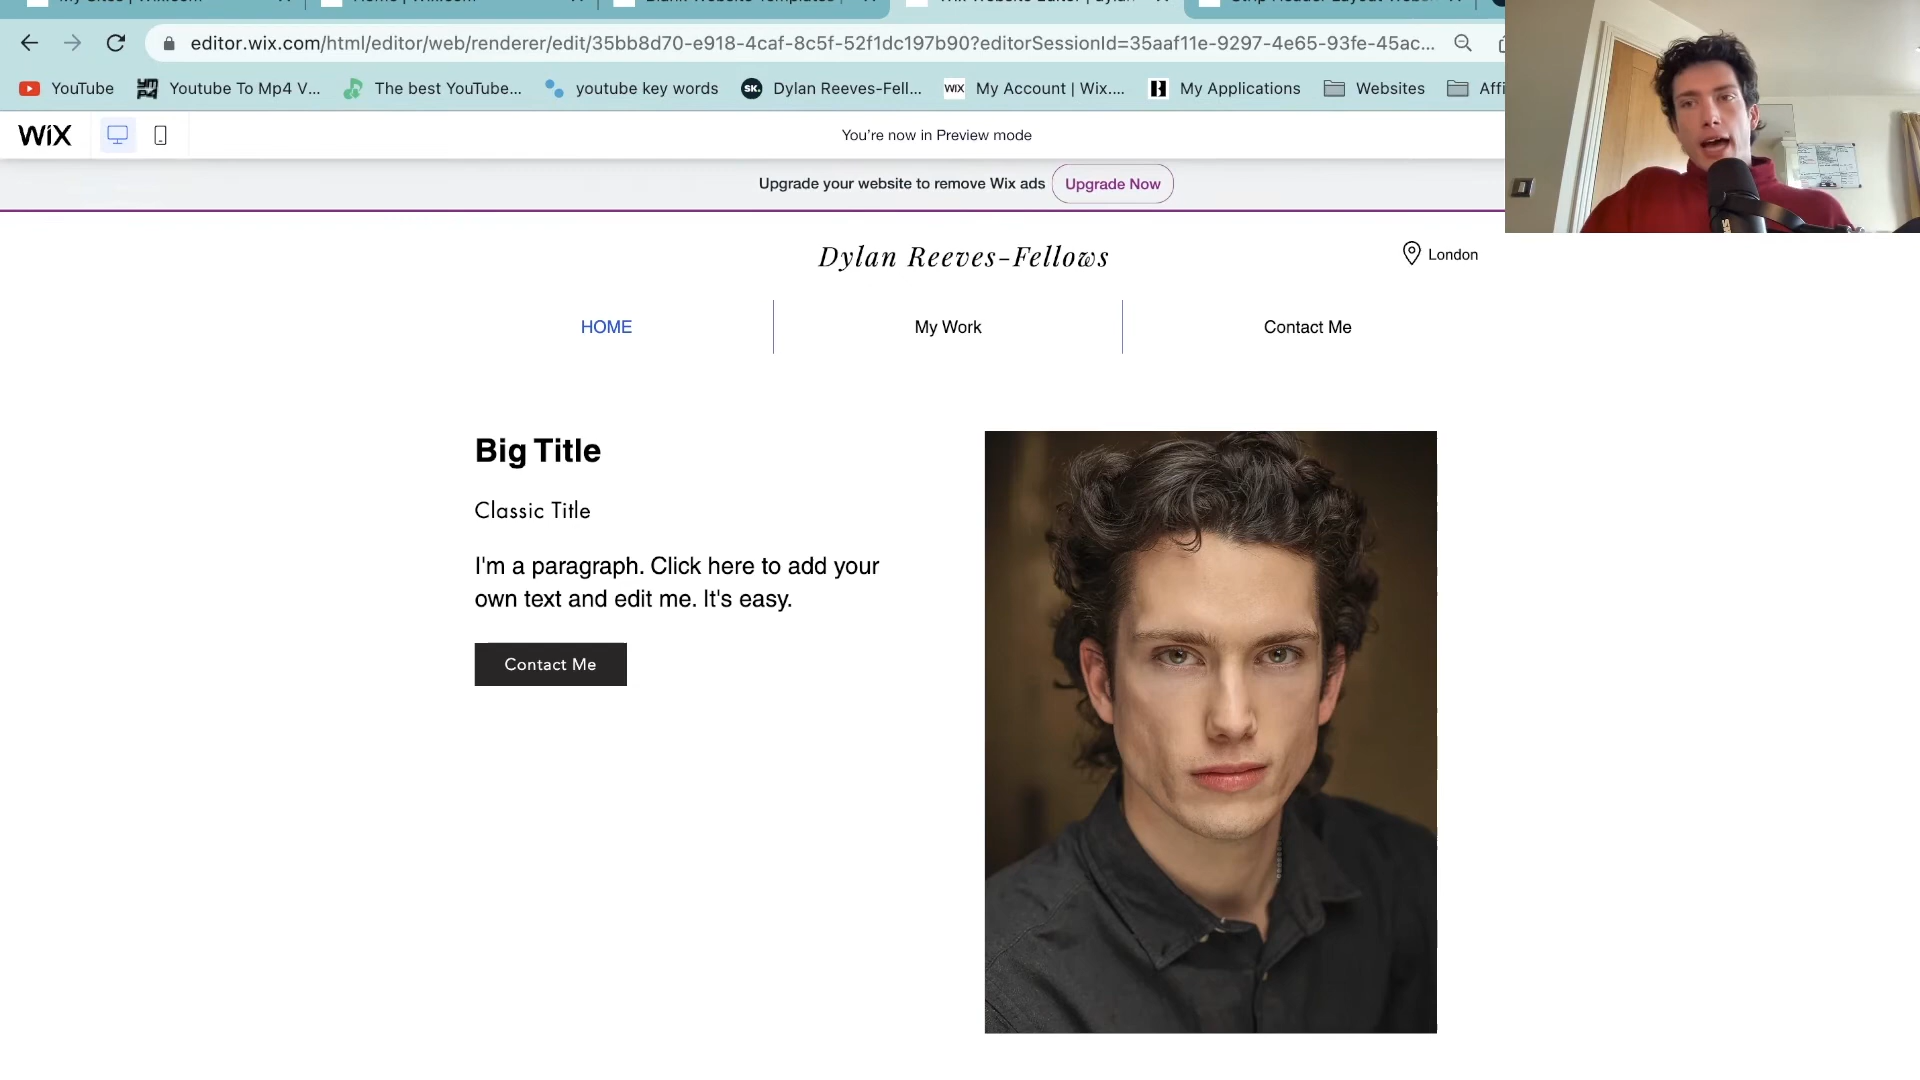 editor.wix.com/html/editor/web/renderer/edit/35bb8d70-e918-4caf-8c5f-52f1dc197b90?editorSessionId=35aaf11e-9297-4e65-93fe-45ac...
YouTube Youtube To Mp4 V... The best YouTube... youtube key words SK. Dylan Reeves-Fell... WIX My Account | Wix.... My Applications Websites Affi
WiX You're now in Preview mode
Upgrade your website to remove Wix ads Upgrade Now
Dylan Reeves-Fellows
London
HOME My Work Contact Me
Big Title
Classic Title
I'm a paragraph. Click here to add your
own text and edit me. It's easy.
Contact Me